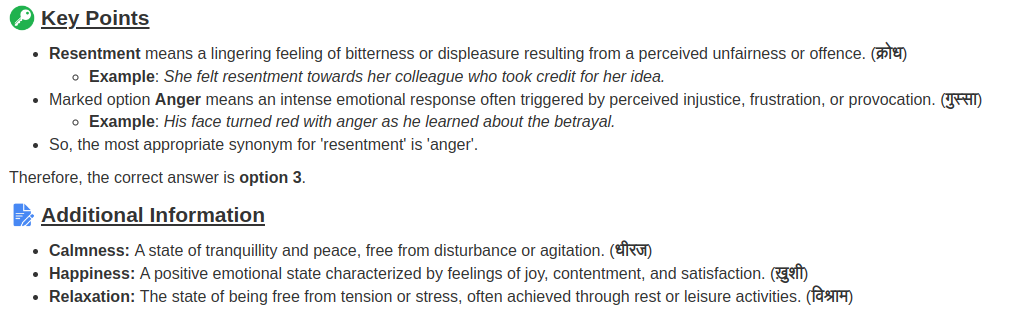 Key Points
Resentment means a lingering feeling of bitterness or displeasure resulting from a perceived unfairness or offence. (क्रोध)
Example: She felt resentment towards her colleague who took credit for her idea.
Marked option Anger means an intense emotional response often triggered by perceived injustice, frustration, or provocation. (गुस्सा)
Example: His face turned red with anger as he learned about the betrayal.
So, the most appropriate synonym for 'resentment' is 'anger'.
Therefore, the correct answer is option 3.
Additional Information
Calmness: A state of tranquillity and peace, free from disturbance or agitation. (धीरज)
Happiness: A positive emotional state characterized by feelings of joy, contentment, and satisfaction. (ख़ुशी)
Relaxation: The state of being free from tension or stress, often achieved through rest or leisure activities. (विश्राम)